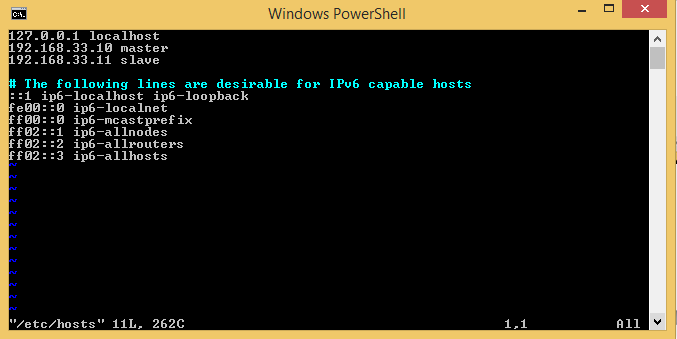 Windows PowerShell
127.0.0.1 localhost
192.168.33.10 master
192.168.33.11 slave
# The following lines are desirable for IPv6 capable hosts
::1 ip6-localhost ip6-loopback
fe00::0 ip6-localnet
ff00::0 ip6-mcastprefix
ff02::1 ip6-allnodes
ff02::2 ip6-allrouters
ff02::3 ip6-allhosts
~
~
~
~
~
~
~
~
~
~
~
~
"/etc/hosts" 11L, 262C 1,1 All